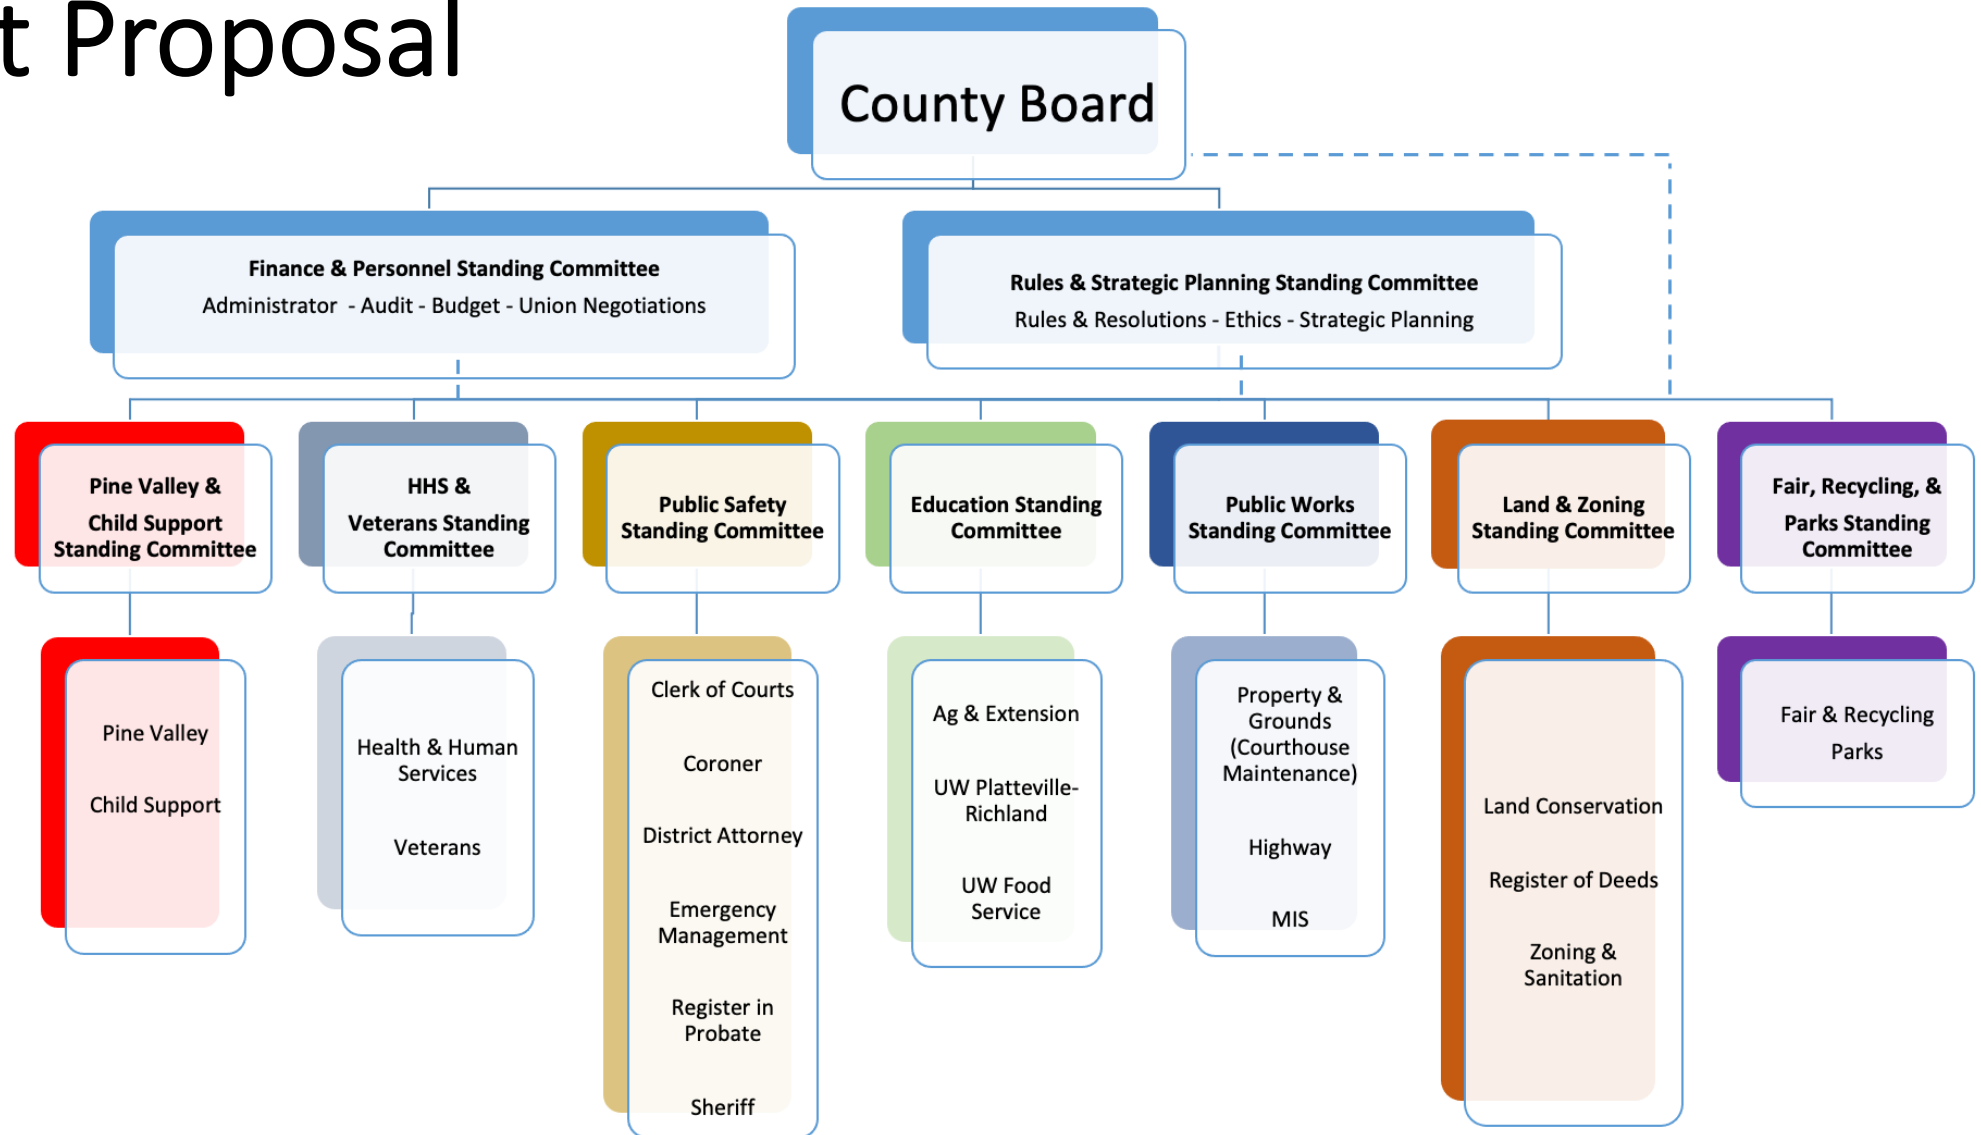 t Proposal
County Board
Finance & Personnel Standing Committee
Administrator - Audit - Budget - Union Negotiations
Rules & Strategic Planning Standing Committee
Rules & Resolutions - Ethics - Strategic Planning
Pine Valley &
Child Support
Standing Committee
HHS &
Veterans Standing
Committee
Public Safety
Standing Committee
Education Standing
Committee
Public Works
Standing Committee
Land & Zoning
Standing Committee
Fair, Recycling, &
Parks Standing
Committee
Pine Valley
Child Support
Health & Human
Services
Veterans
Clerk of Courts
Coroner
District Attorney
Emergency
Management
Register in
Probate
Sheriff
Ag & Extension
UW Platteville-
Richland
UW Food
Service
Property &
Grounds
(Courthouse
Maintenance)
Highway
MIS
Land Conservation
Register of Deeds
Zoning &
Sanitation
Fair & Recycling
Parks